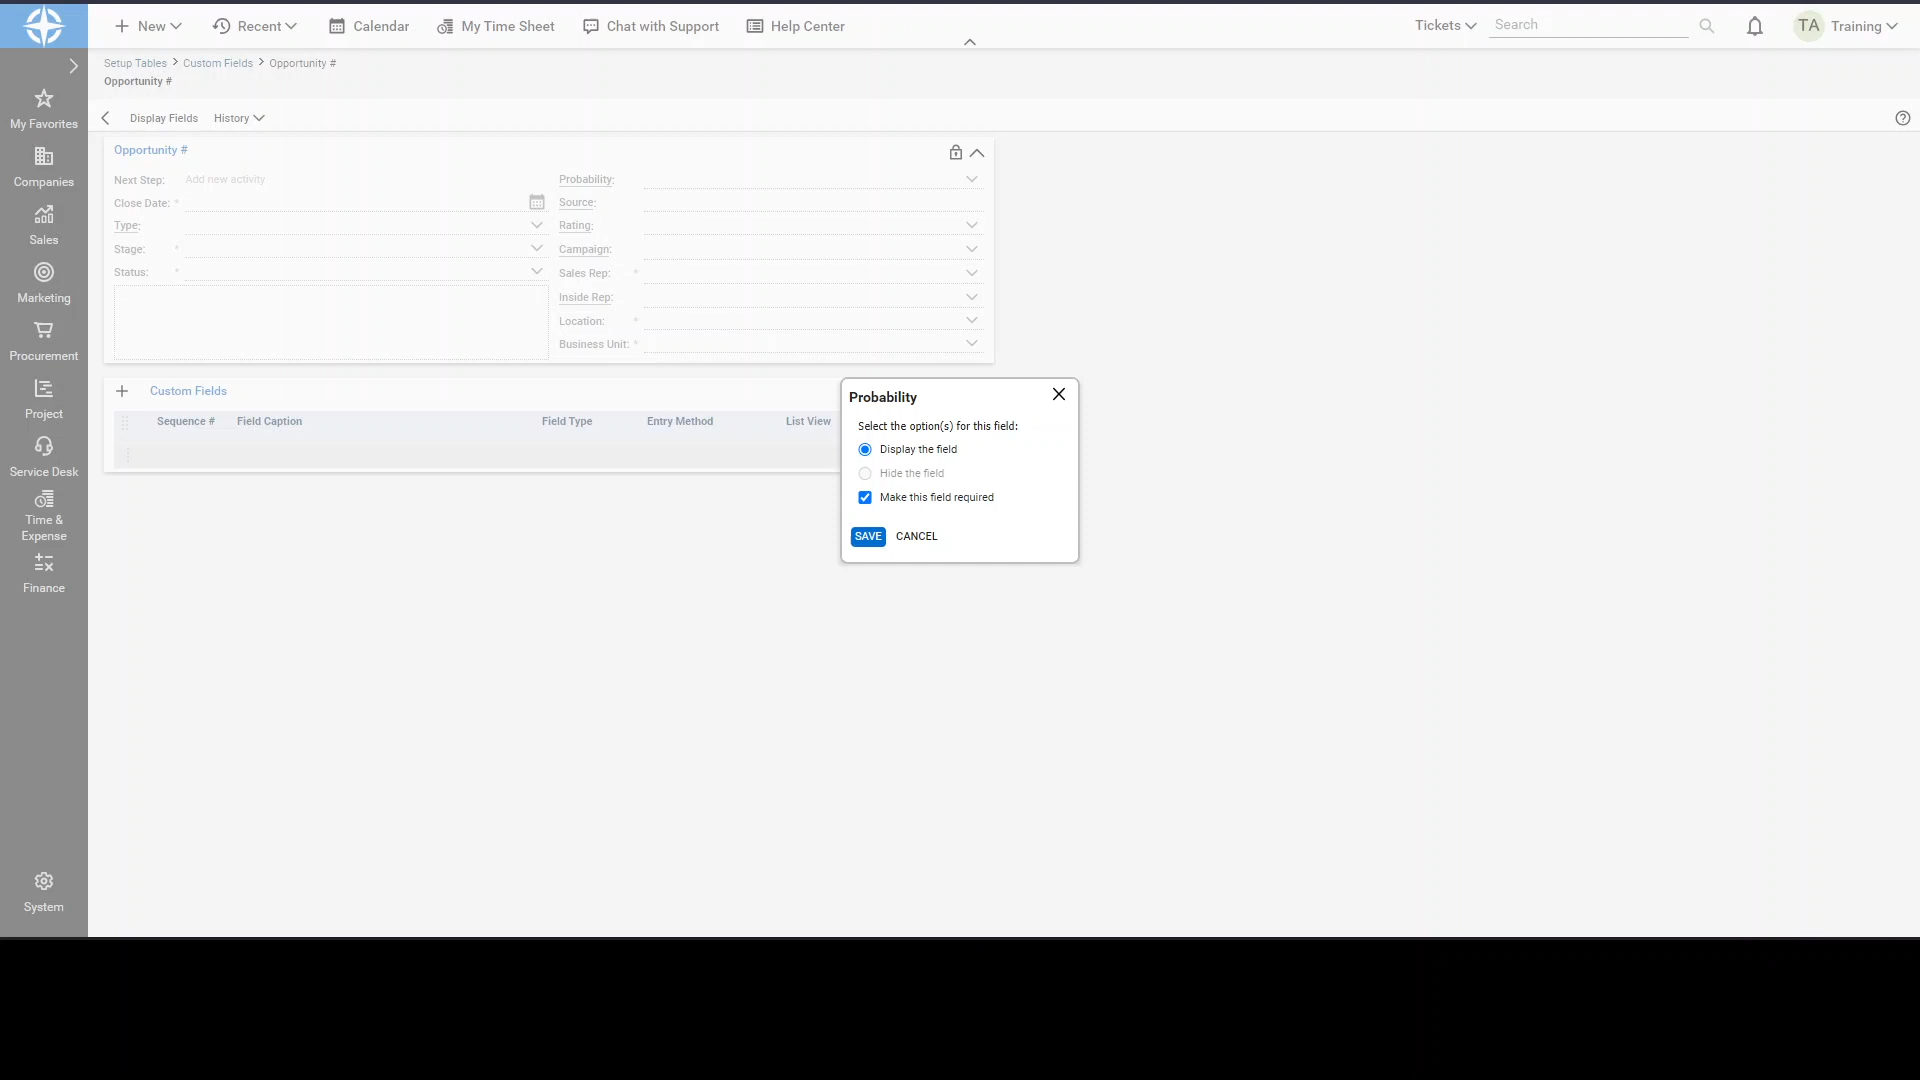 New
Recent
Calendar
My Time Sheet
Chat with Support
Help Center
Tickets
Search
TA
Training
Setup Tables > Custom Fields > Opportunity #
Opportunity #
Display Fields
History
My Favorites
Companies
Sales
Marketing
Procurement
Project
Service Desk
Time &
Expense
Finance
System
Opportunity #
Next Step: Add new activity
Close Date: *
Type:
Stage: *
Status: *
Probability:
Source:
Rating:
Campaign:
Sales Rep: *
Inside Rep:
Location: *
Business Unit: *
Custom Fields
Sequence # Field Caption Field Type Entry Method List View
Probability
Select the option(s) for this field:
Display the field
Hide the field
Make this field required
SAVE CANCEL